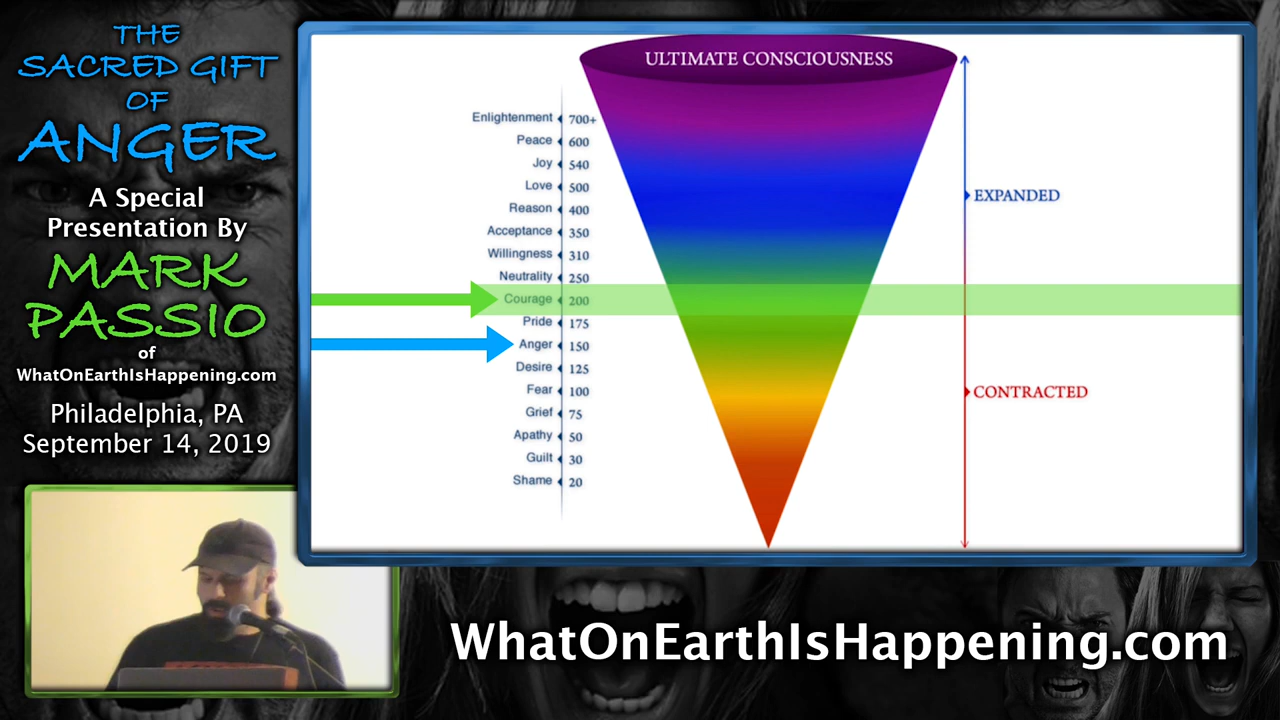 THE
SACRED GIFT
OF
ANGER
A Special
Presentation By
MARK
PASSIO
of
WhatOnEarthIsHappening.com
Philadelphia, PA
September 14, 2019
ULTIMATE CONSCIOUSNESS
Enlightenment 700+
Peace 600
Joy 540
Love 500
Reason 400
Acceptance 350
Willingness 310
Neutrality 250
Courage 200
Pride 175
Anger 150
Desire 125
Fear 100
Grief 75
Apathy 50
Guilt 30
Shame 20
EXPANDED
CONTRACTED
WhatOnEarthIsHappening.com